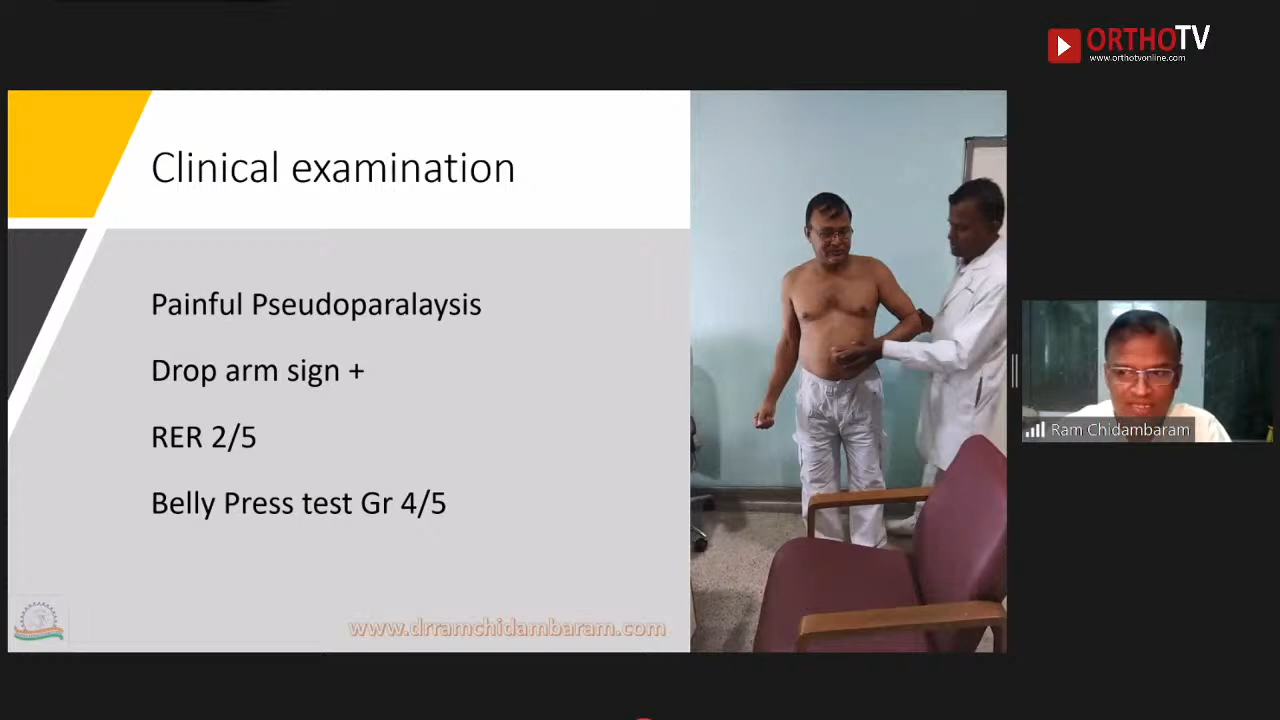 ORTHOTV
www.orthotvonline.com
Clinical examination
Painful Pseudoparalaysis
Drop arm sign +
RER 2/5
Belly Press test Gr 4/5
www.drramchidambaram.com
Ram Chidambaram